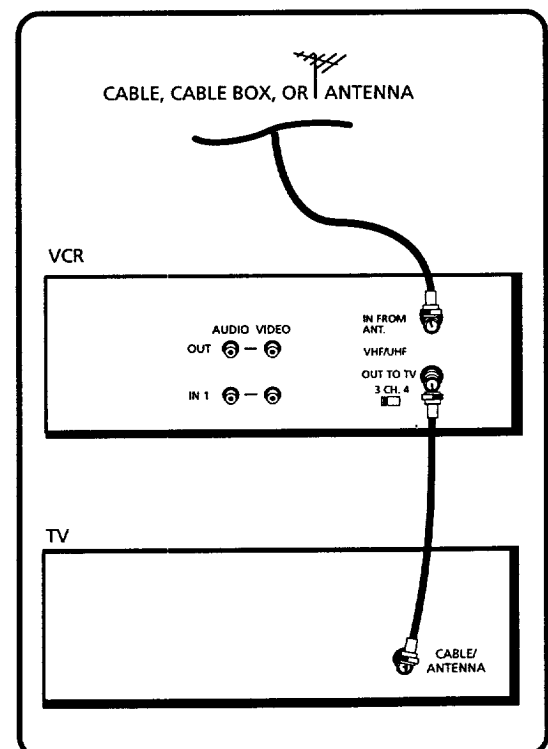 CABLE, CABLE BOX, OR ANTENNA
VCR
AUDIO VIDEO
OUT
IN 1
IN FROM
ANT.
VHF/UHF
OUT TO TV
3 CH. 4
TV
CABLE/
ANTENNA